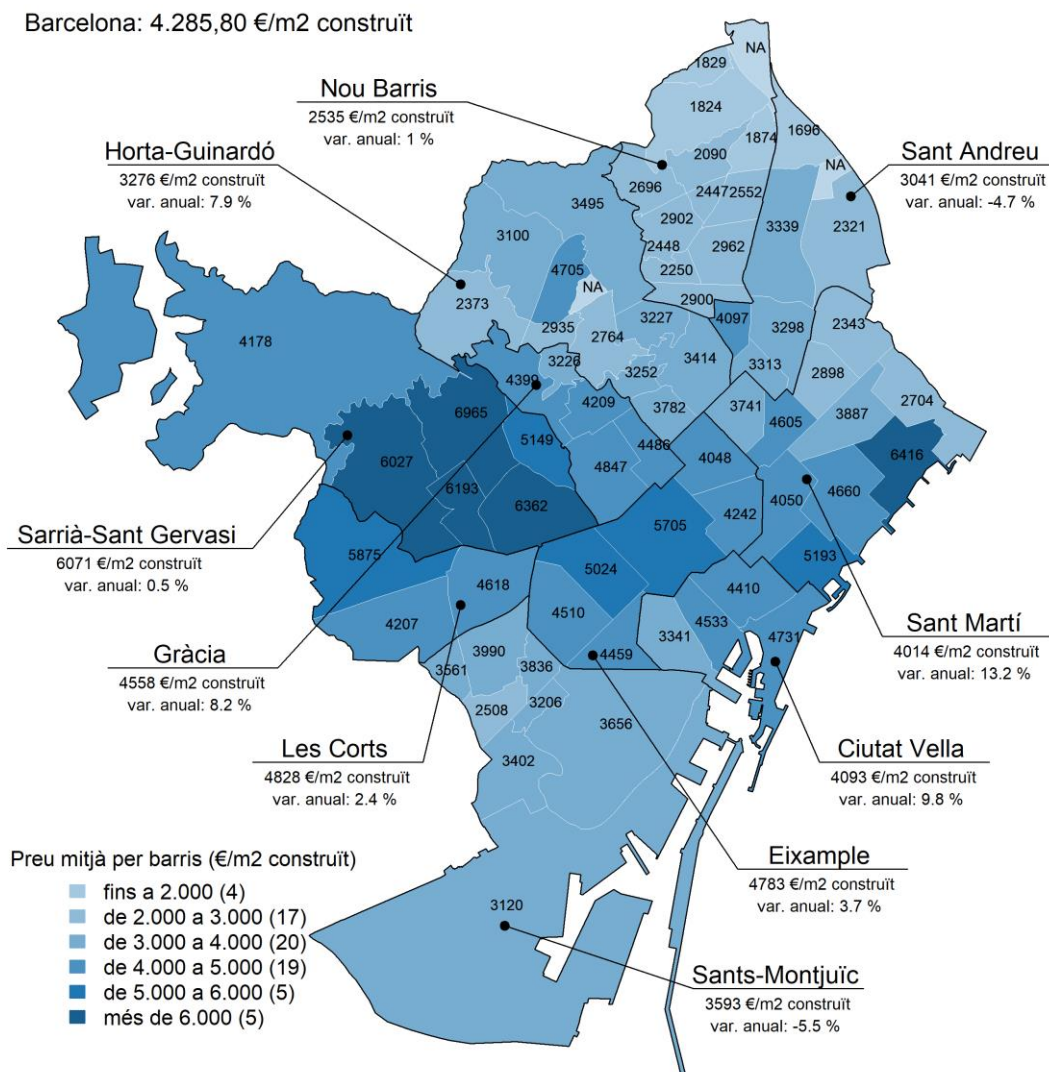 Barcelona: 4.285,80 €/m2 construït
NA
1829
Nou Barris
2535 €/m2 construït
var. anual: 1 %
1824
1874
1696
2090
Horta-Guinardó
3276 €/m2 construït
var. anual: 7.9 %
NA
Sant Andreu
3041 €/m2 construït
var. anual: -4.7 %
2696
2447
2552
3495
2902
3339
2321
3100
2448
2962
4705
2250
NA
2900
2373
3227
4097
3298
2343
2935
2764
4178
3226
3414
3313
2898
4399
3252
4209
3782
3741
4605
3887
2704
6965
5149
4486
4048
6416
6027
4847
6193
4050
4660
6362
4242
5705
Sarrià-Sant Gervasi
6071 €/m2 construït
var. anual: 0.5 %
5875
5024
5193
4618
4410
4207
4510
4533
3341
4731
Sant Martí
4014 €/m2 construït
var. anual: 13.2 %
Gràcia
4558 €/m2 construït
var. anual: 8.2 %
3990
4459
3561
3836
2508
3206
3656
Les Corts
4828 €/m2 construït
var. anual: 2.4 %
3402
Ciutat Vella
4093 €/m2 construït
var. anual: 9.8 %
Eixample
4783 €/m2 construït
var. anual: 3.7 %
3120
Sants-Montjuïc
3593 €/m2 construït
var. anual: -5.5 %
Preu mitjà per barris (€/m2 construït)
fins a 2.000 (4)
de 2.000 a 3.000 (17)
de 3.000 a 4.000 (20)
de 4.000 a 5.000 (19)
de 5.000 a 6.000 (5)
més de 6.000 (5)